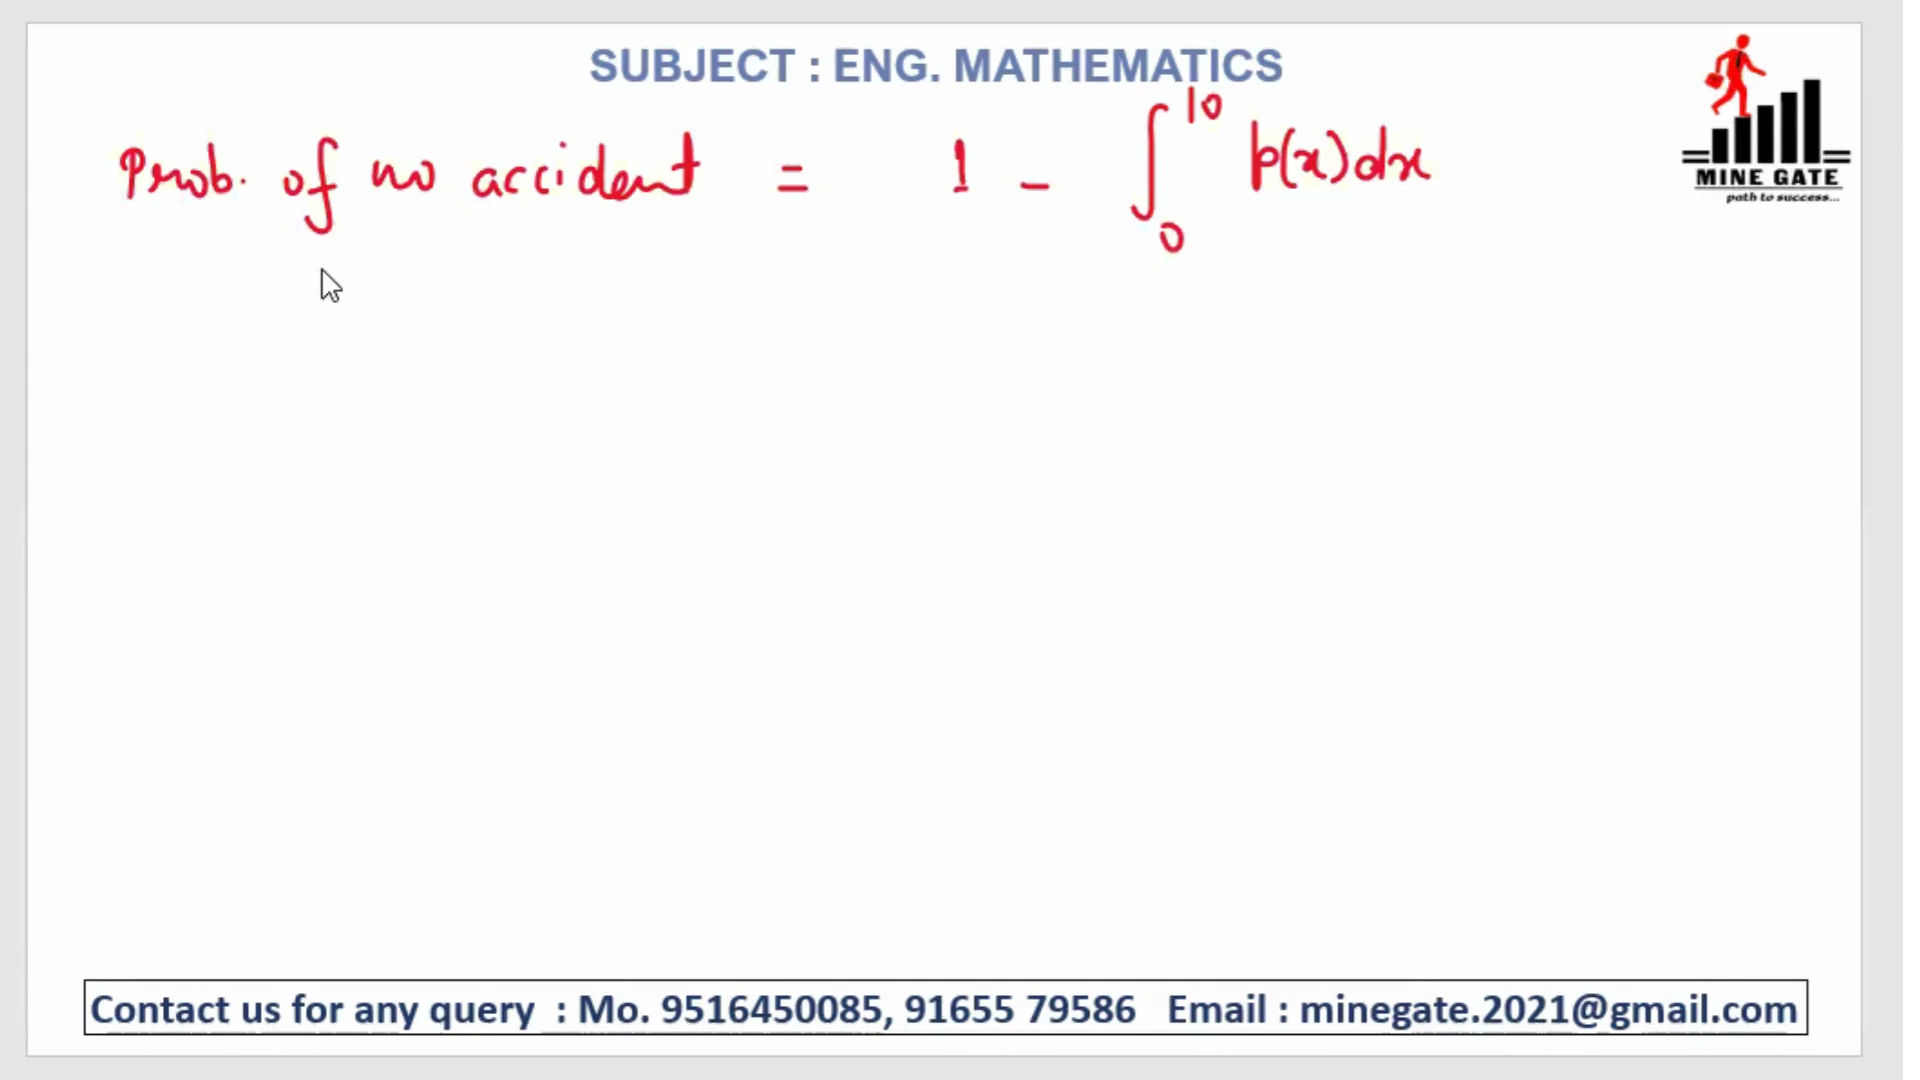 SUBJECT : ENG. MATHEMATICS
Prob. of no accident = 1 - ∫₀¹⁰ p(x)dx
MINE GATE
path to success...
Contact us for any query : Mo. 9516450085, 91655 79586 Email : minegate.2021@gmail.com